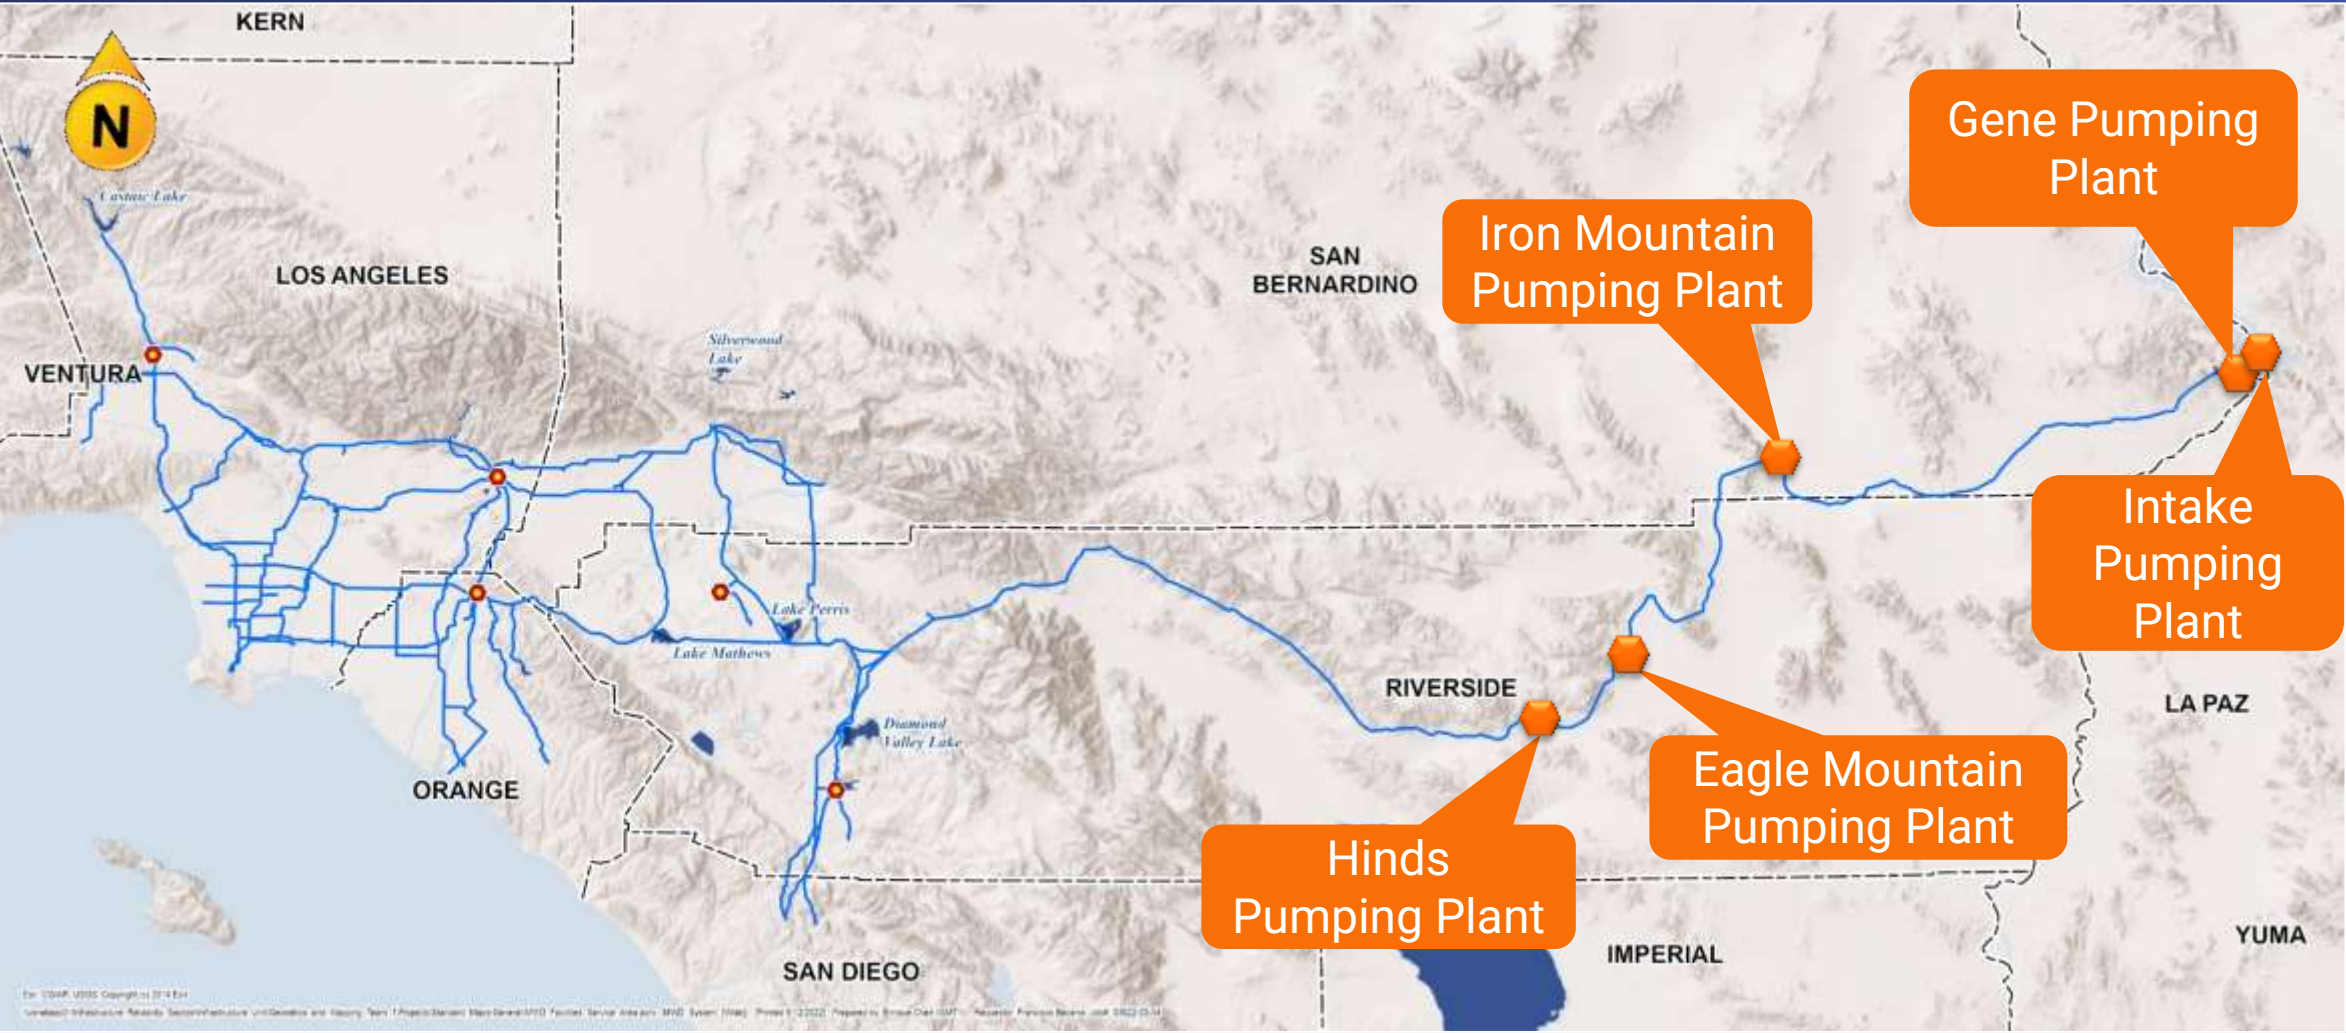 KERN
N
Castaic Lake
LOS ANGELES
VENTURA
Silverwood
Lake
SAN
BERNARDINO
Iron Mountain
Pumping Plant
Gene Pumping
Plant
Intake
Pumping
Plant
Lake Perris
Lake Mathews
RIVERSIDE
LA PAZ
Diamond
Valley Lake
Eagle Mountain
Pumping Plant
ORANGE
Hinds
Pumping Plant
SAN DIEGO
IMPERIAL
YUMA